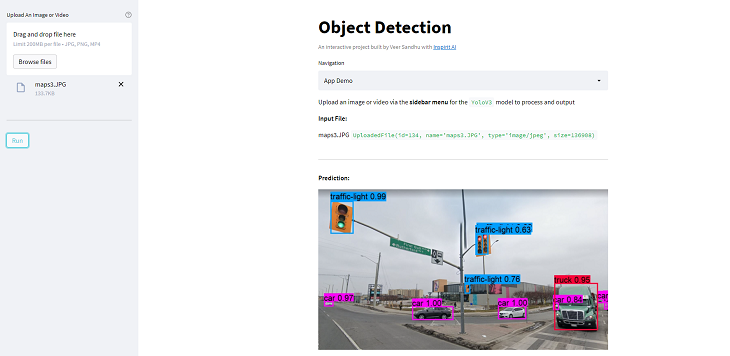 Upload An Image or Video
Drag and drop file here
Limit 200MB per file • JPG, PNG, MP4
Browse files
maps3.JPG
133.7KB
Run
Object Detection
An interactive project built by Veer Sandhu with Inspirit AI
Navigation
App Demo
Upload an image or video via the sidebar menu for the YoloV3 model to process and output
Input File:
maps3.JPG UploadedFile(id=134, name='maps3.JPG', type='image/jpeg', size=136908)
Prediction:
traffic-light 0.99
traffic-light 0.63
traffic-light 0.76
truck 0.95
car 0.97
car 1.00
car 1.00
car 0.84
car